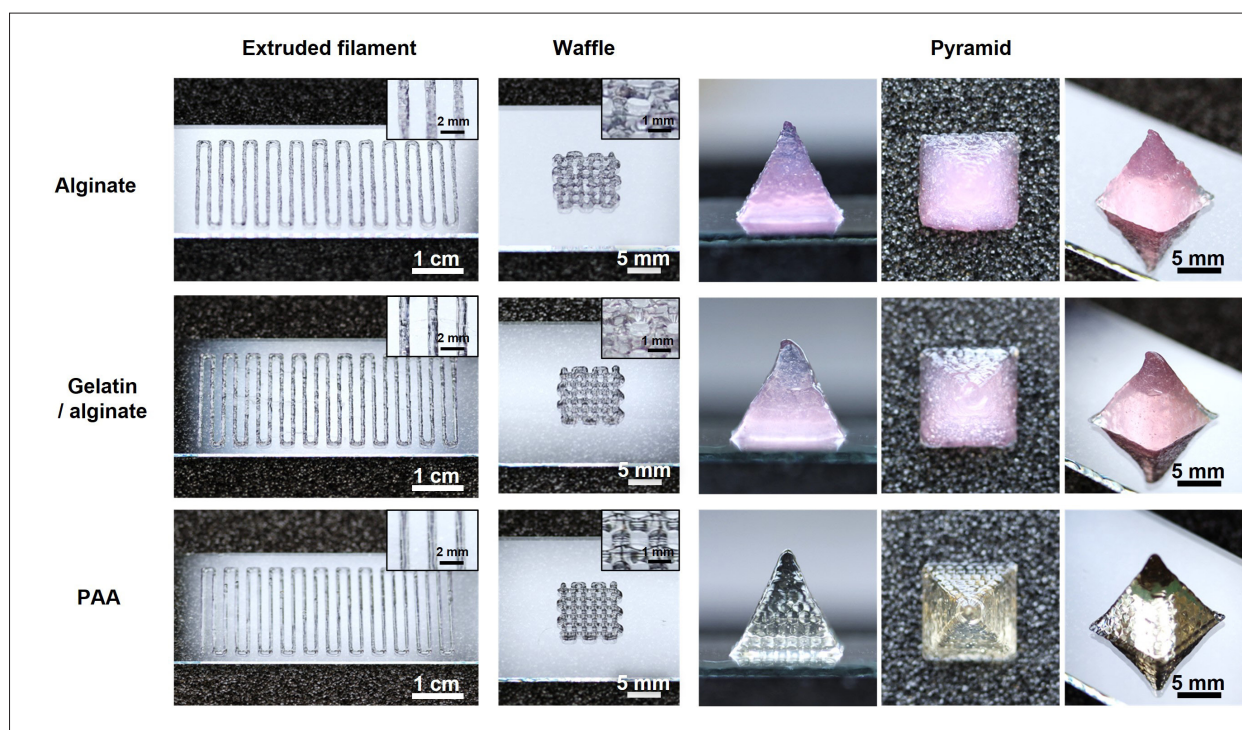 Extruded filament
Waffle
Pyramid
Alginate
2 mm
1 cm
1 mm
5 mm
5 mm
Gelatin
/ alginate
2 mm
1 cm
1 mm
5 mm
5 mm
PAA
2 mm
1 cm
1 mm
5 mm
5 mm